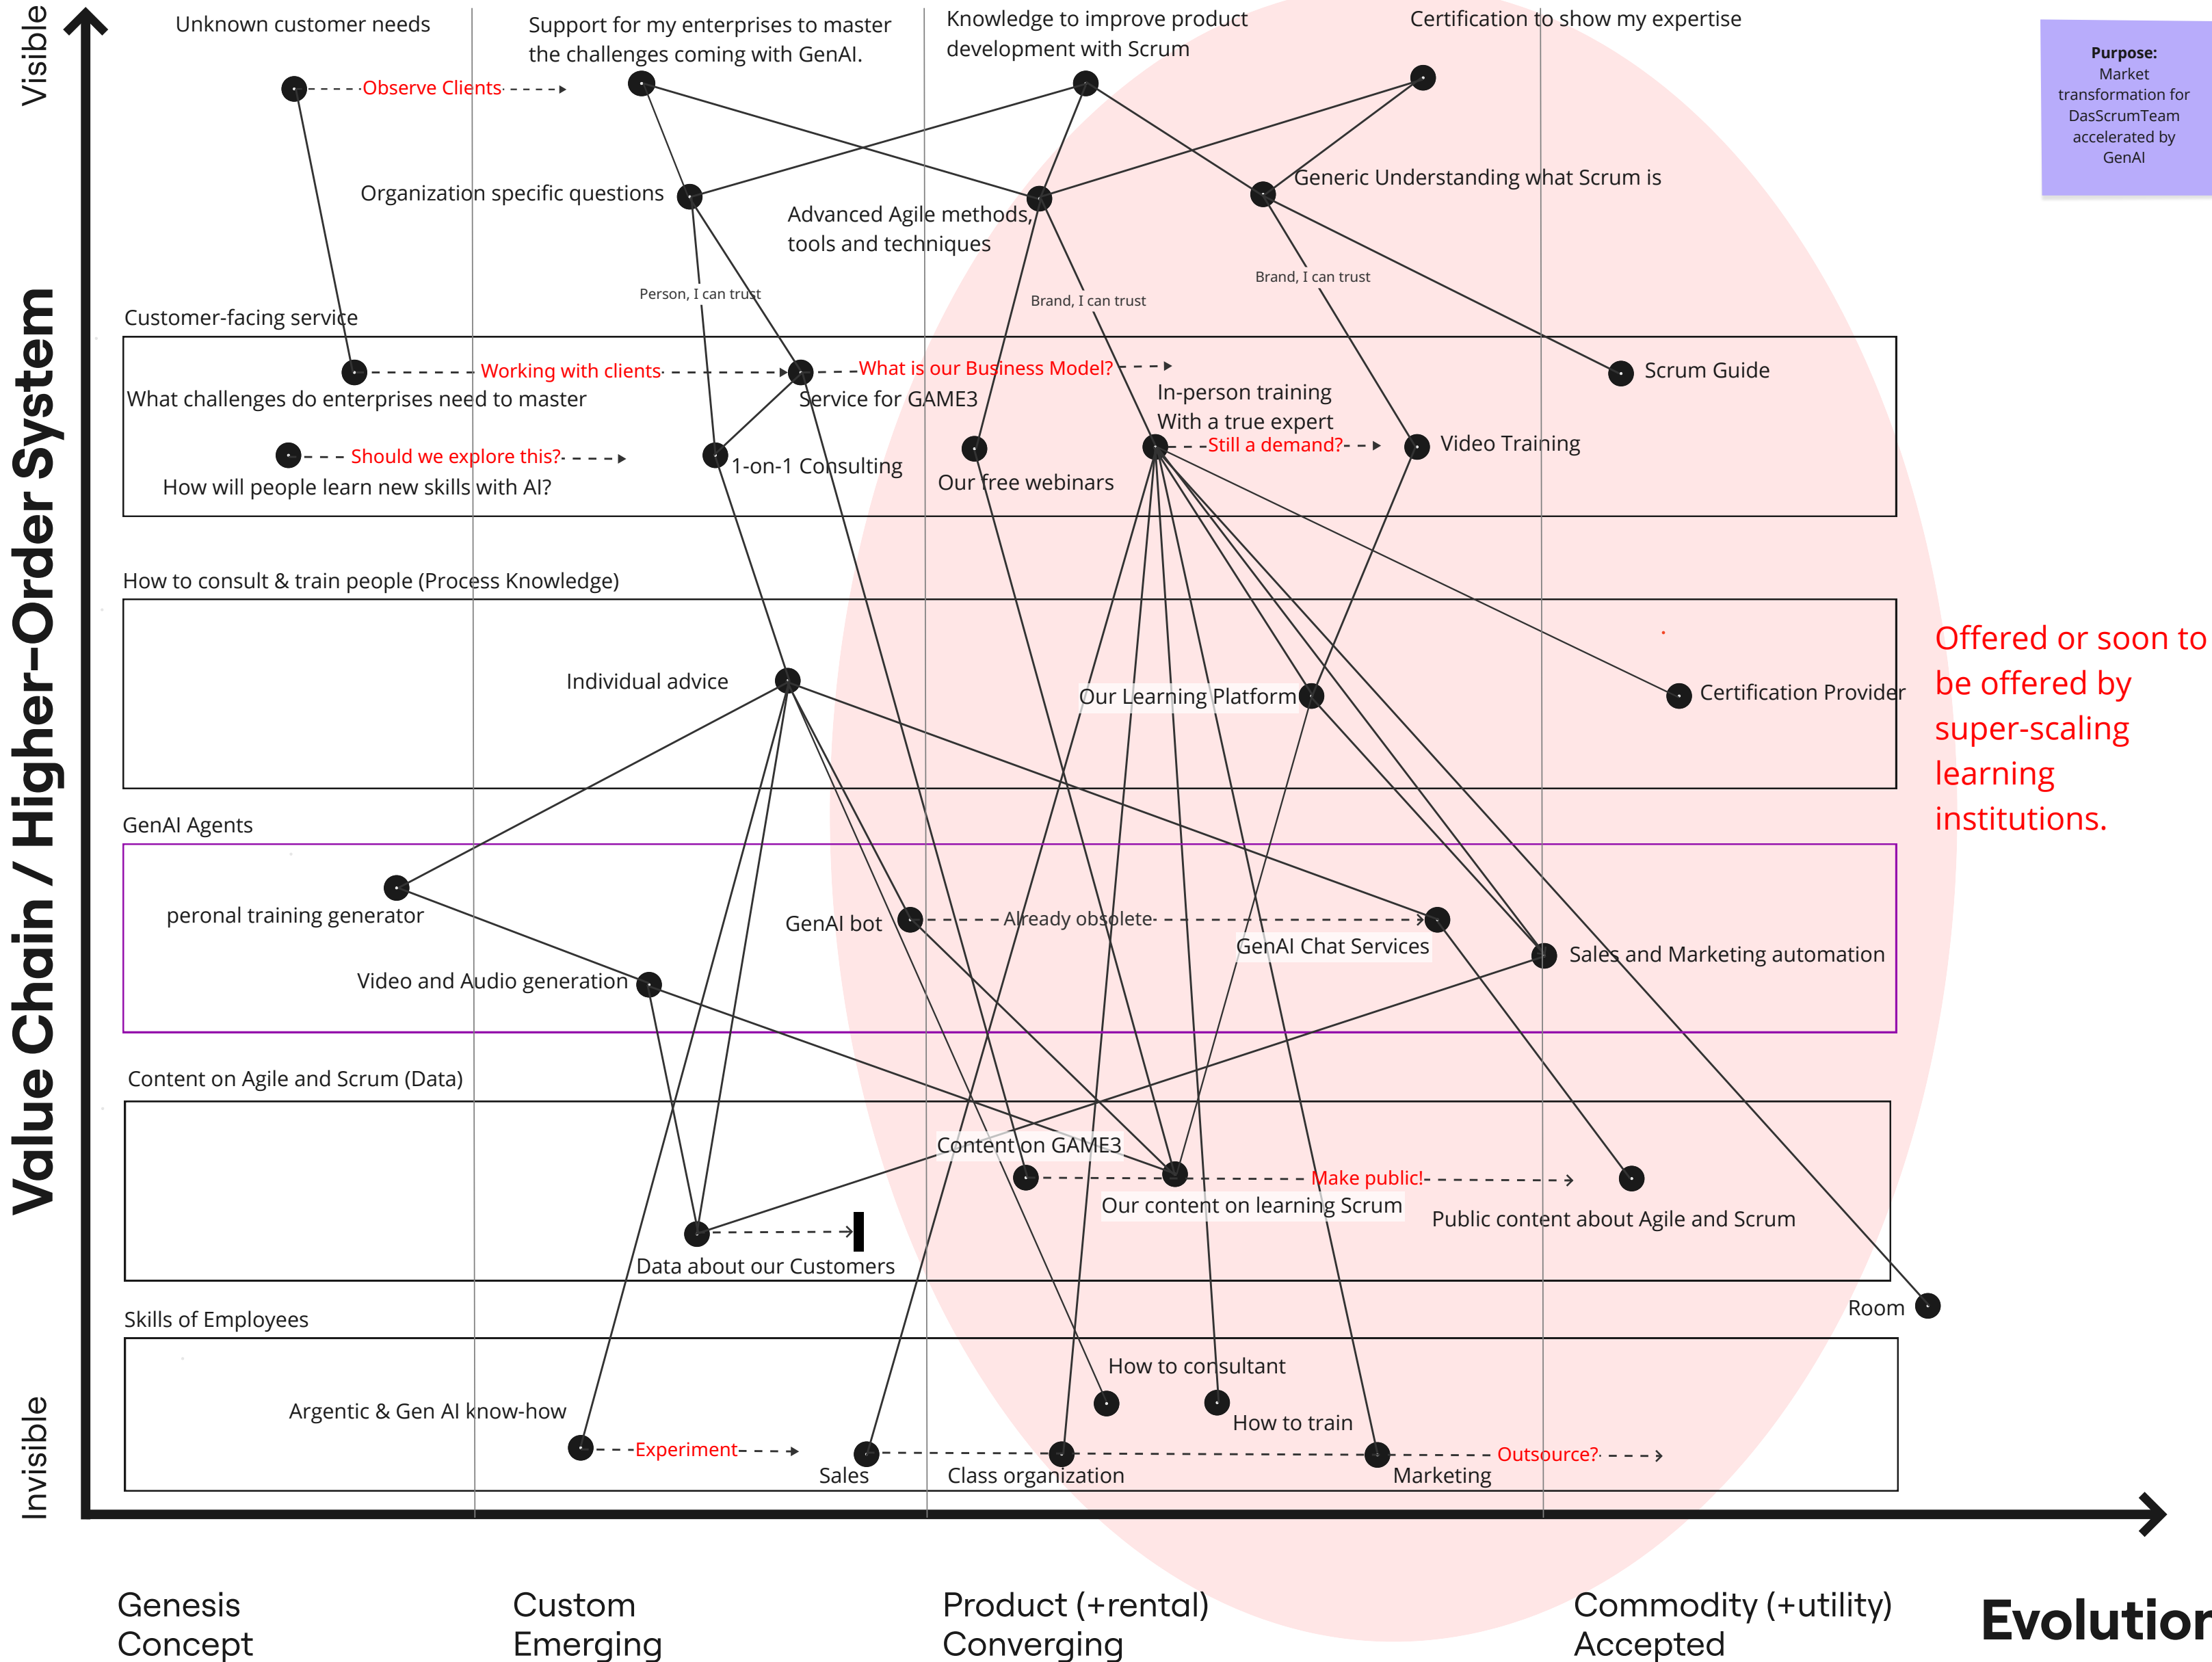 Visible
Value Chain / Higher-Order System
Invisible
Unknown customer needs
Support for my enterprises to master
the challenges coming with GenAI.
Knowledge to improve product
development with Scrum
Certification to show my expertise
Purpose:
Market
transformation for
DasScrumTeam
accelerated by
GenAI
Observe Clients
Organization specific questions
Advanced Agile methods,
tools and techniques
Generic Understanding what Scrum is
Person, I can trust
Brand, I can trust
Brand, I can trust
Customer-facing service
Working with clients
What is our Business Model?
Scrum Guide
What challenges do enterprises need to master
Service for GAME3
In-person training
With a true expert
Should we explore this?
1-on-1 Consulting
Still a demand?
Video Training
How will people learn new skills with AI?
Our free webinars
How to consult & train people (Process Knowledge)
Individual advice
Our Learning Platform
Certification Provider
Offered or soon to
be offered by
super-scaling
learning
institutions.
GenAI Agents
peronal training generator
GenAI bot
Already obsolete
GenAI Chat Services
Sales and Marketing automation
Video and Audio generation
Content on Agile and Scrum (Data)
Content on GAME3
Make public!
Our content on learning Scrum
Public content about Agile and Scrum
Data about our Customers
Room
Skills of Employees
How to consultant
Argentic & Gen AI know-how
How to train
Experiment
Outsource?
Sales
Class organization
Marketing
Genesis
Concept
Custom
Emerging
Product (+rental)
Converging
Commodity (+utility)
Accepted
Evolution